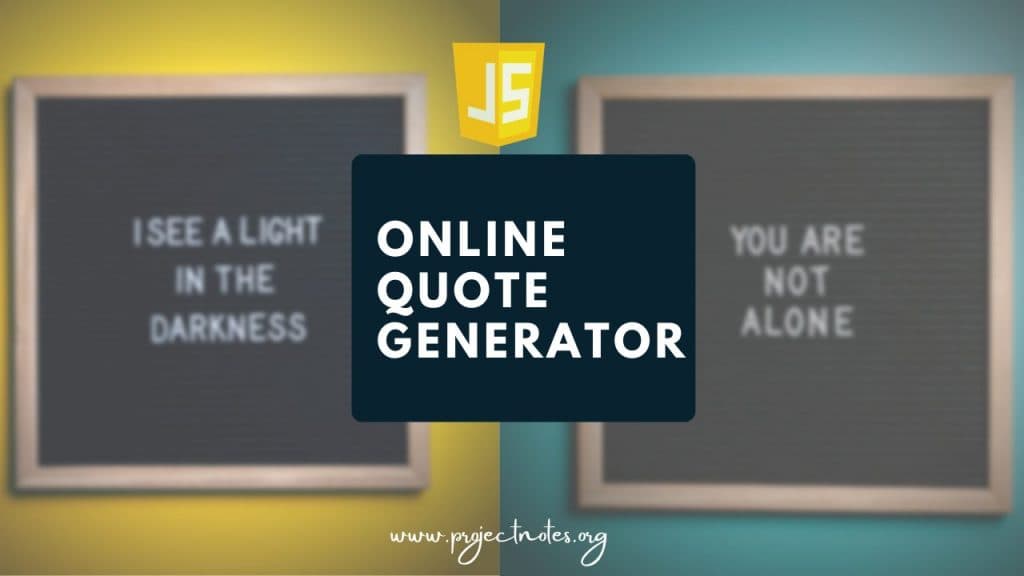 JS
I SEE A LIGHT
IN THE
DARKNESS
ONLINE
QUOTE
GENERATOR
YOU ARE
NOT
ALONE
www.projectnotes.org